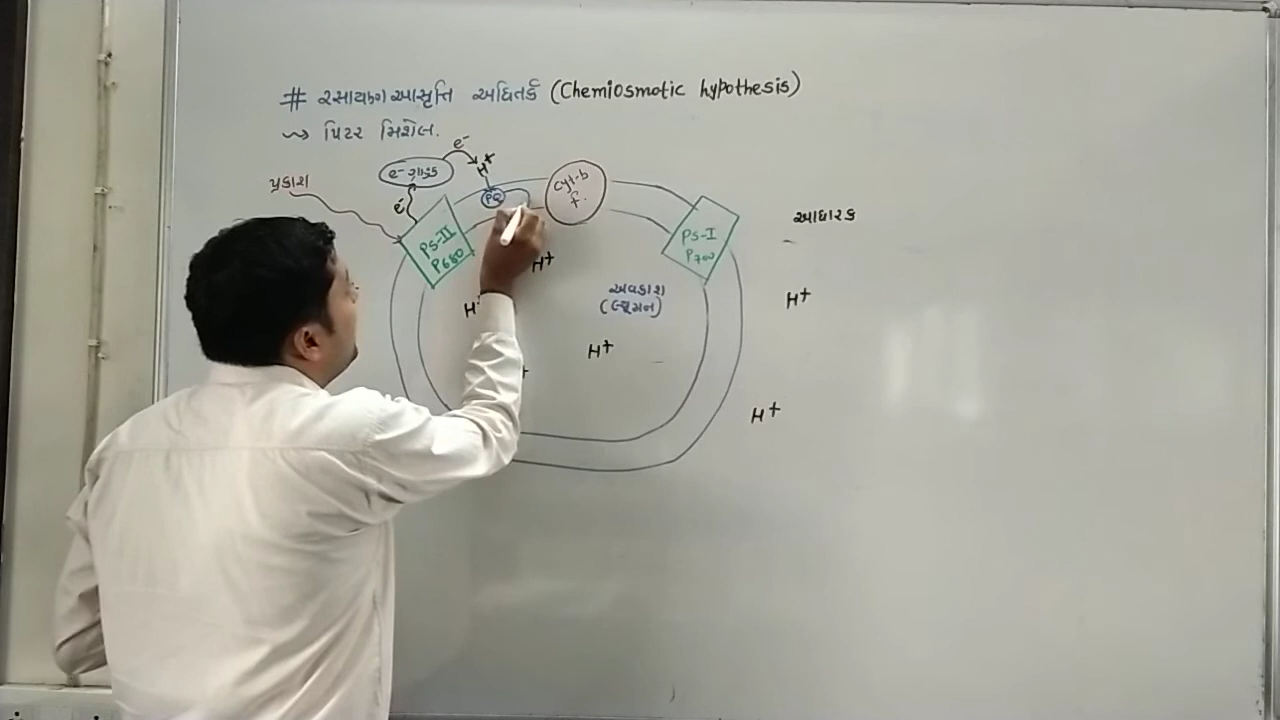 # રસાયણ આસૃતિ અધિતર્ક (Chemiosmotic hypothesis)
⇝ પિટર મિશેલ.
e⁻
H⁺
e⁻ ગ્રાહક
પ્રકાશ
e⁻
PQ
Cyt-b
f.
PS-II
P680
PS-I
P700
આધારક
H⁺
અવકાશ
(લ્યૂમન)
H⁺
H⁺
H⁺
H⁺